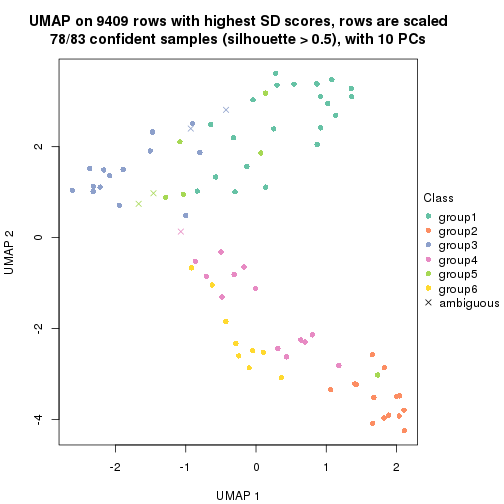 UMAP on 9409 rows with highest SD scores, rows are scaled
78/83 confident samples (silhouette > 0.5), with 10 PCs
Class
group1
group2
group3
group4
group5
group6
ambiguous
UMAP 2
2
0
-2
-4
-2
-1
0
1
2
UMAP 1